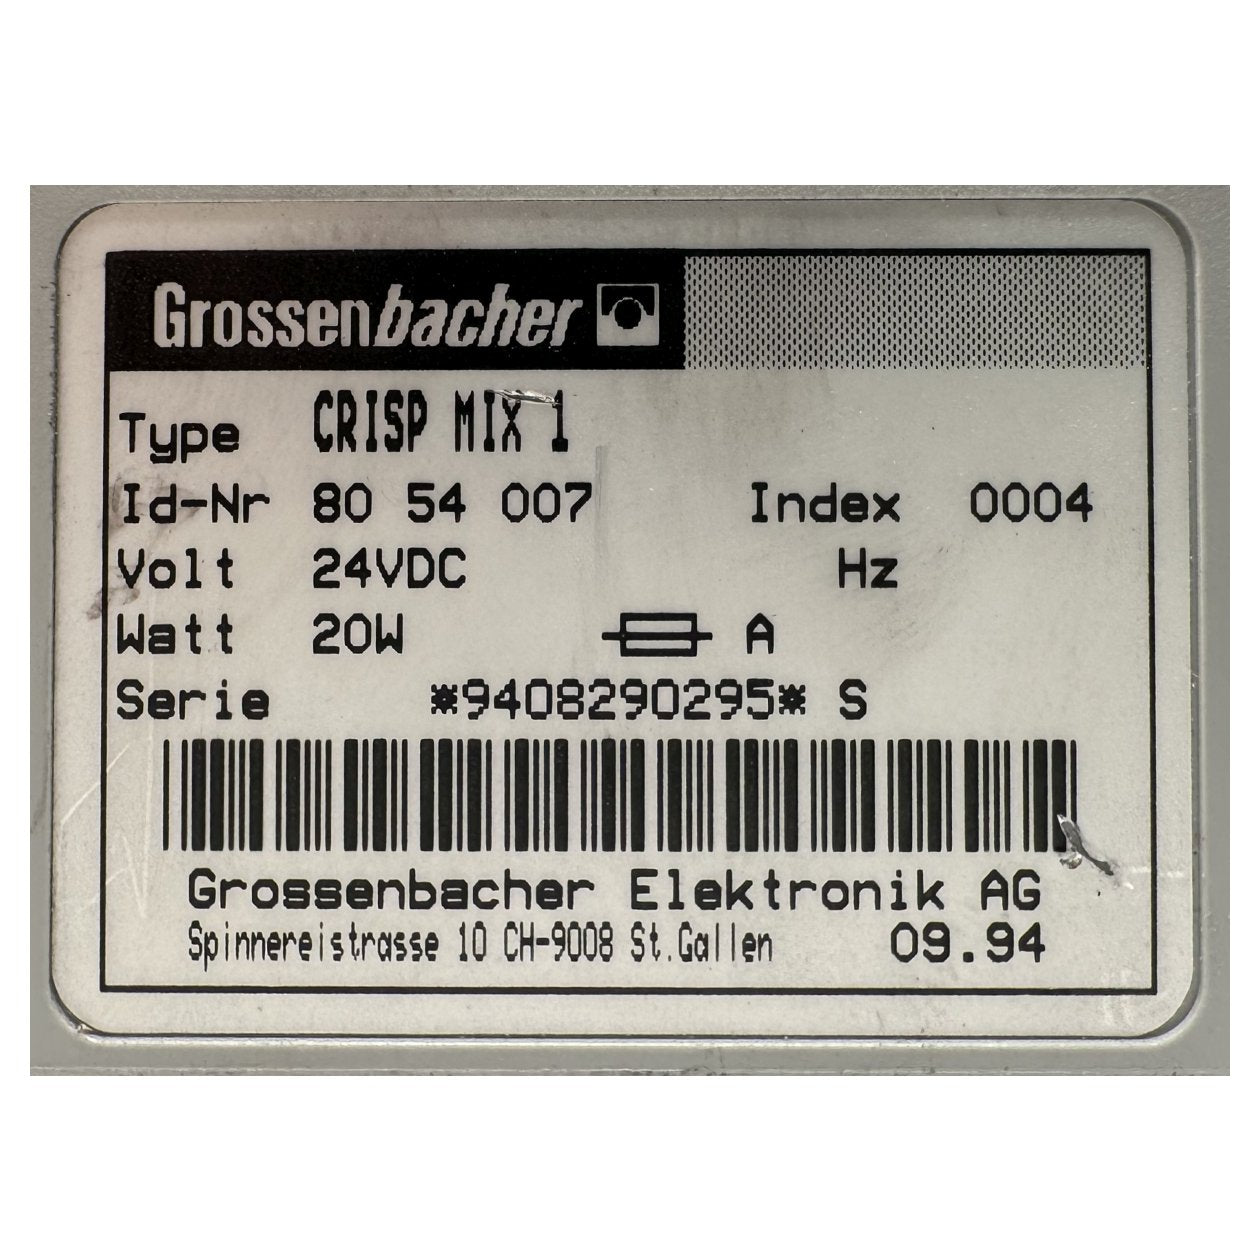 Grossenbacher
Type CRISP MIX 1
Id-Nr 80 54 007 Index 0004
Volt 24VDC Hz
Watt 20W A
Serie *9408290295* S
Grossenbacher Elektronik AG
Spinnereistrasse 10 CH-9008 St.Gallen 09.94